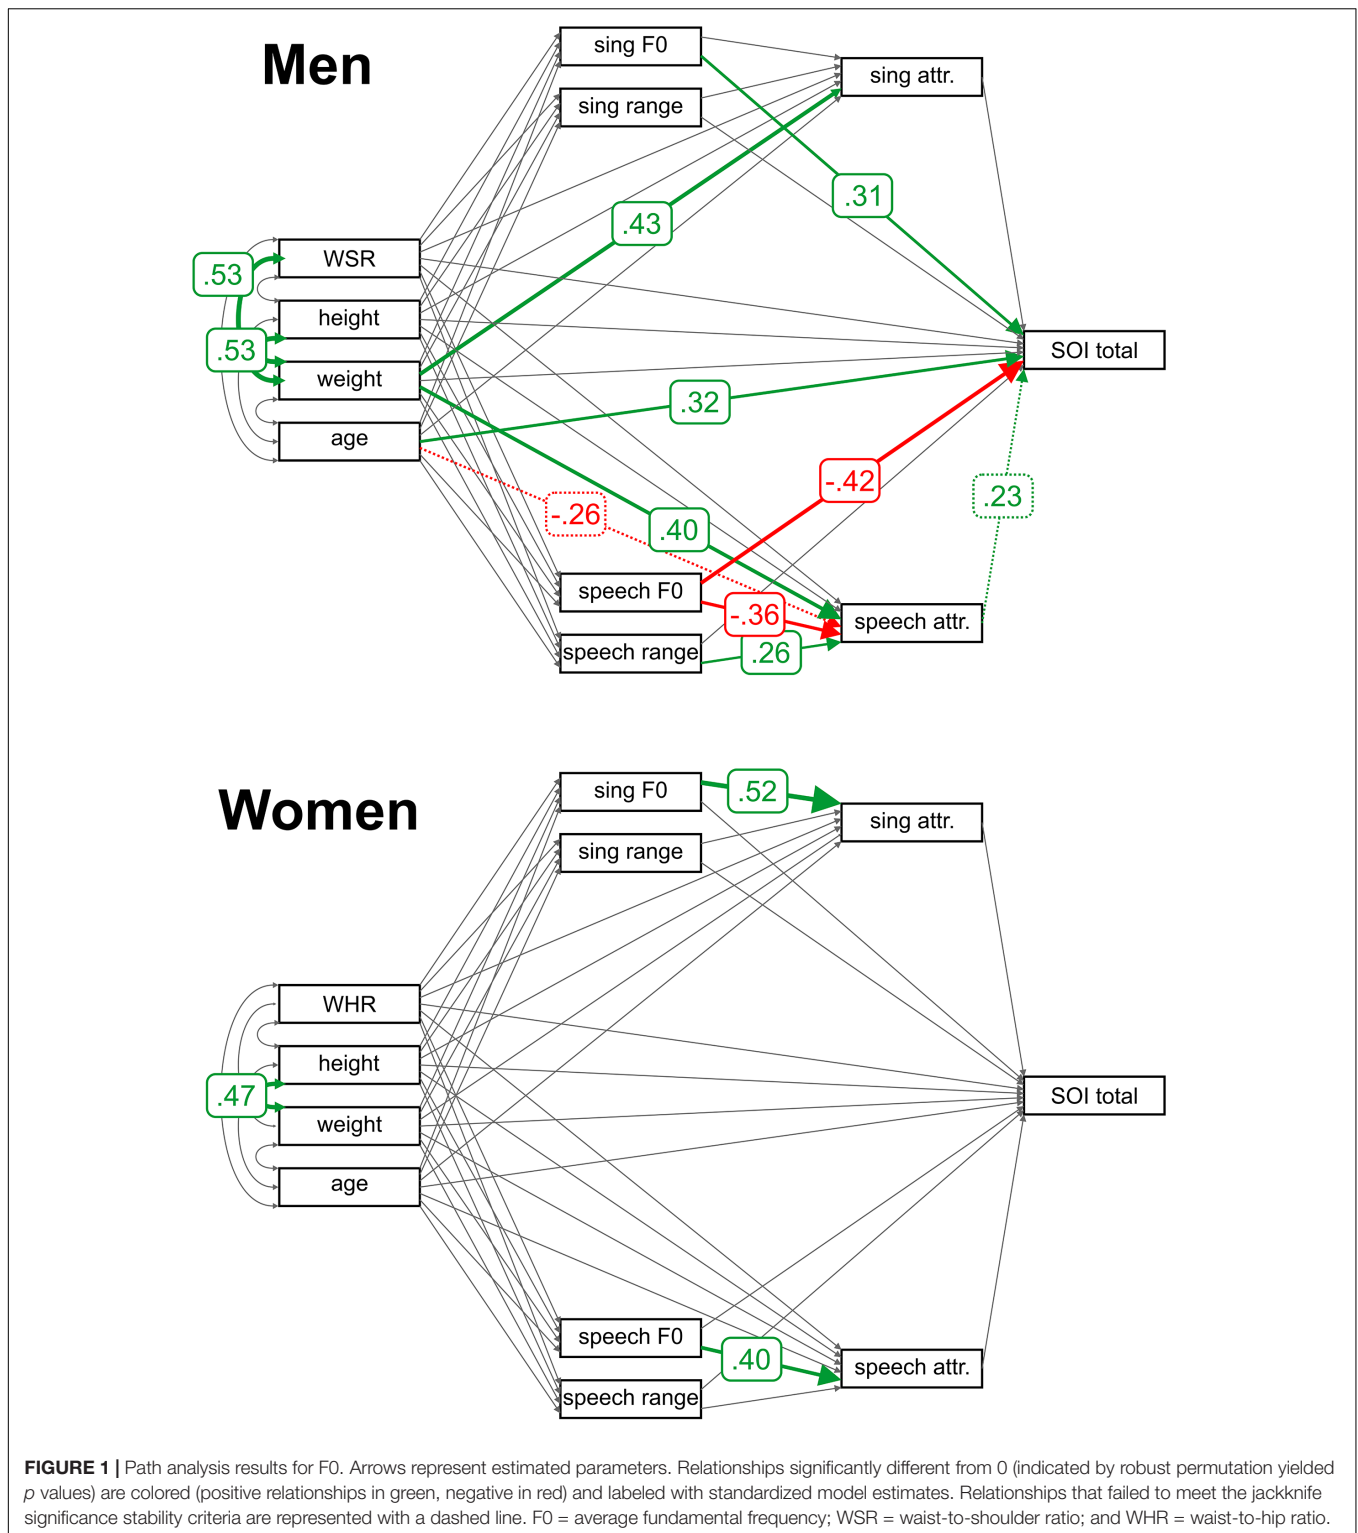 Men
sing F0
sing attr.
sing range
.31
.43
WSR
.53
height
SOI total
.53
weight
.32
age
-.42
.23
-.26
.40
speech F0
-.36
speech attr.
speech range
.26
Women
sing F0
.52
sing attr.
sing range
WHR
height
.47
SOI total
weight
age
speech F0
.40
speech attr.
speech range
FIGURE 1 | Path analysis results for F0. Arrows represent estimated parameters. Relationships significantly different from 0 (indicated by robust permutation yielded
p values) are colored (positive relationships in green, negative in red) and labeled with standardized model estimates. Relationships that failed to meet the jackknife
significance stability criteria are represented with a dashed line. F0 = average fundamental frequency; WSR = waist-to-shoulder ratio; and WHR = waist-to-hip ratio.